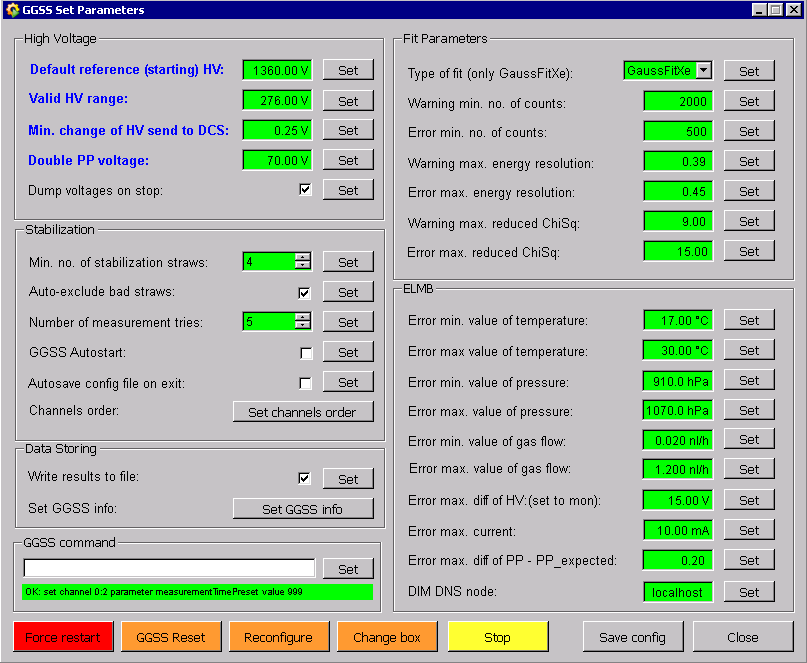 GGSS Set Parameters
High Voltage
Default reference (starting) HV: 1360.00 V Set
Valid HV range: 276.00 V Set
Min. change of HV send to DCS: 0.25 V Set
Double PP voltage: 70.00 V Set
Dump voltages on stop: Set
Stabilization
Min. no. of stabilization straws: 4 Set
Auto-exclude bad straws: Set
Number of measurement tries: 5 Set
GGSS Autostart: Set
Autosave config file on exit: Set
Channels order: Set channels order
Data Storing
Write results to file: Set
Set GGSS info: Set GGSS info
GGSS command
Set
OK: set channel 0:2 parameter measurementTimePreset value 999
Fit Parameters
Type of fit (only GaussFitXe): GaussFitXe Set
Warning min. no. of counts: 2000 Set
Error min. no. of counts: 500 Set
Warning max. energy resolution: 0.39 Set
Error max. energy resolution: 0.45 Set
Warning max. reduced ChiSq: 9.00 Set
Error max. reduced ChiSq: 15.00 Set
ELMB
Error min. value of temperature: 17.00 °C Set
Error max value of temperature: 30.00 °C Set
Error min. value of pressure: 910.0 hPa Set
Error max. value of pressure: 1070.0 hPa Set
Error min. value of gas flow: 0.020 nl/h Set
Error max. value of gas flow: 1.200 nl/h Set
Error max. diff of HV:(set to mon): 15.00 V Set
Error max. current: 10.00 mA Set
Error max. diff of PP - PP_expected: 0.20 Set
DIM DNS node: localhost Set
Force restart GGSS Reset Reconfigure Change box Stop Save config Close